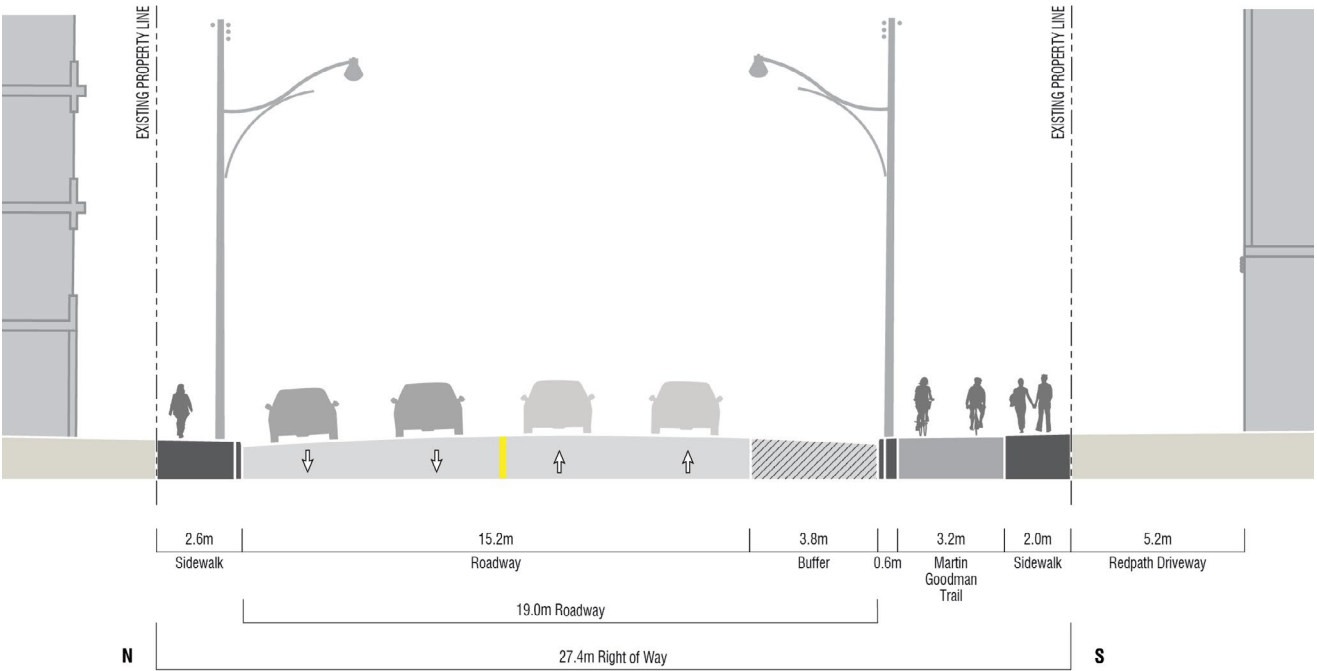 EXISTING PROPERTY LINE
EXISTING PROPERTY LINE
2.6m
15.2m
3.8m
3.2m
2.0m
5.2m
Sidewalk
Roadway
Buffer
0.6m
Martin
Goodman
Trail
Sidewalk
Redpath Driveway
19.0m Roadway
N
27.4m Right of Way
S